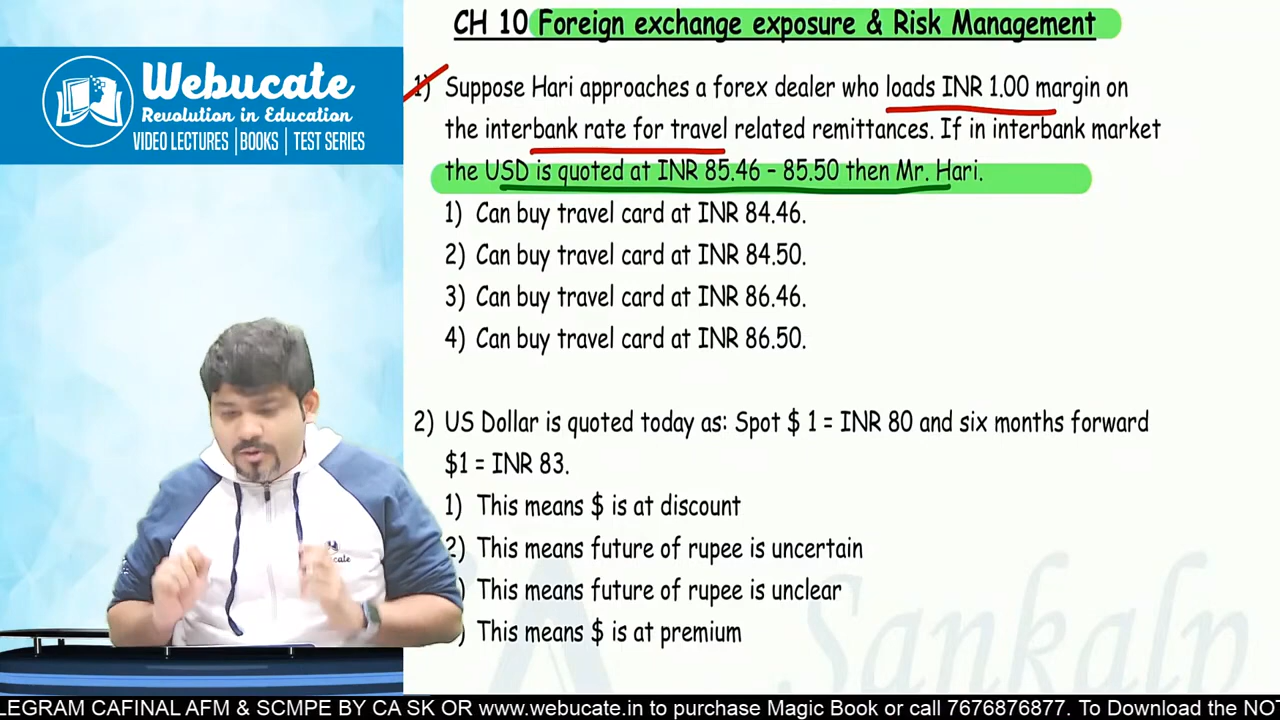 CH 10 Foreign exchange exposure & Risk Management
Webucate
Revolution in Education
VIDEO LECTURES | BOOKS | TEST SERIES
1) Suppose Hari approaches a forex dealer who loads INR 1.00 margin on
the interbank rate for travel related remittances. If in interbank market
the USD is quoted at INR 85.46 – 85.50 then Mr. Hari.
1) Can buy travel card at INR 84.46.
2) Can buy travel card at INR 84.50.
3) Can buy travel card at INR 86.46.
4) Can buy travel card at INR 86.50.
2) US Dollar is quoted today as: Spot $ 1 = INR 80 and six months forward
$1 = INR 83.
1) This means $ is at discount
2) This means future of rupee is uncertain
) This means future of rupee is unclear
) This means $ is at premium
Sankalp
LEGRAM CAFINAL AFM & SCMPE BY CA SK OR www.webucate.in to purchase Magic Book or call 7676876877. To Download the NO